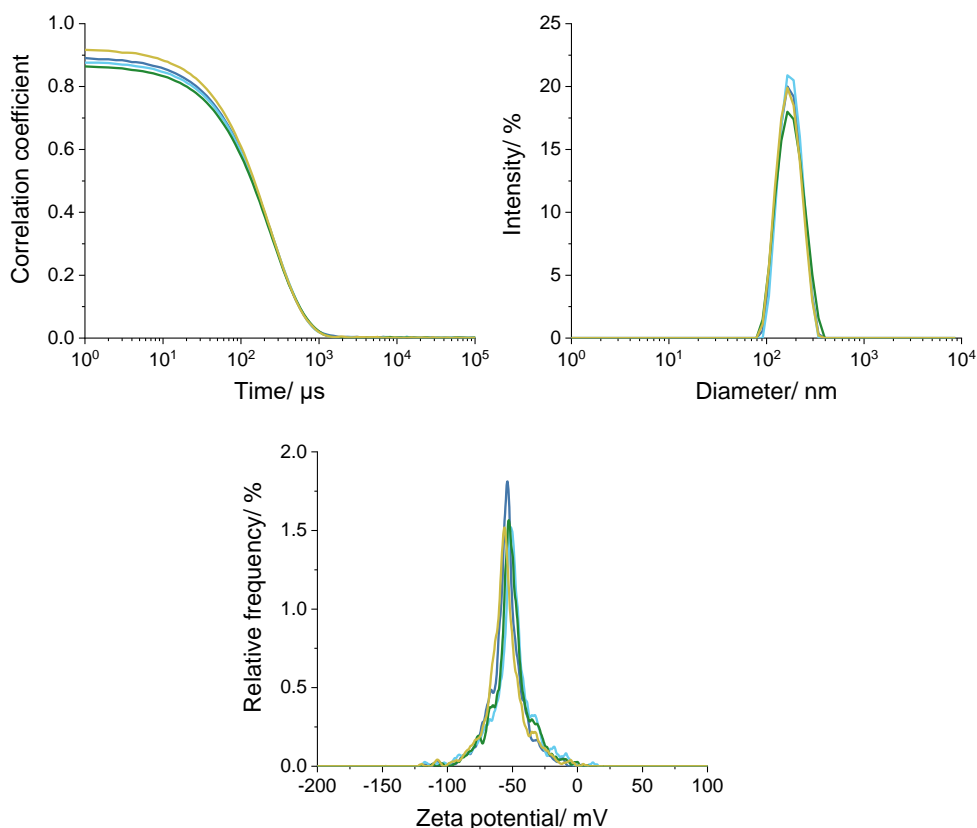 1.0
0.8
0.6
0.4
0.2
0.0
Correlation coefficient
10⁰ 10¹ 10² 10³ 10⁴ 10⁵
Time/ µs
25
20
15
10
5
0
Intensity/ %
10⁰ 10¹ 10² 10³ 10⁴
Diameter/ nm
2.0
1.5
1.0
0.5
0.0
Relative frequency/ %
-200 -150 -100 -50 0 50 100
Zeta potential/ mV